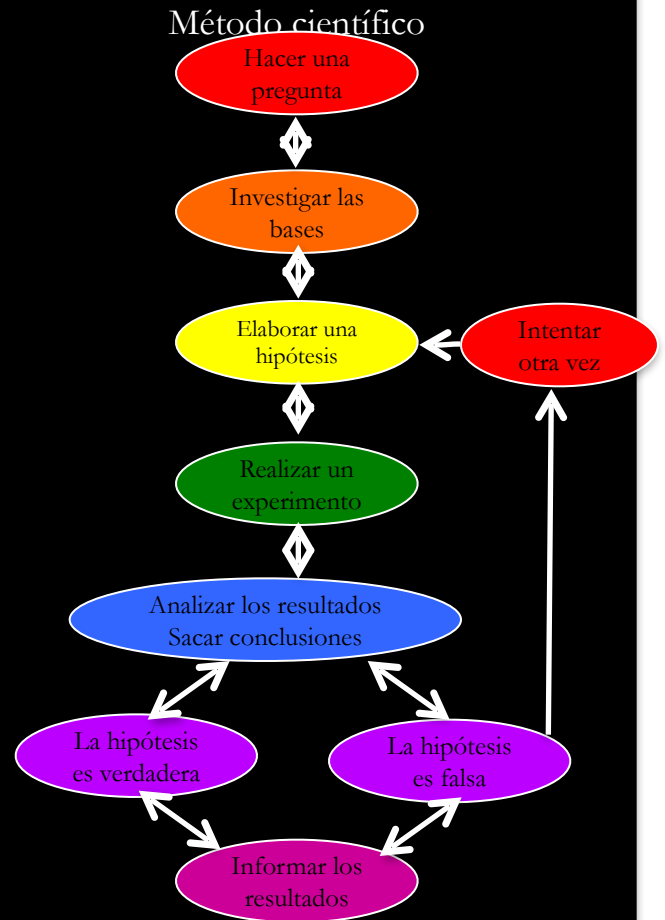 Método científico
Hacer una
pregunta
Investigar las
bases
Elaborar una
hipótesis
Intentar
otra vez
Realizar un
experimento
Analizar los resultados
Sacar conclusiones
La hipótesis
es verdadera
La hipótesis
es falsa
Informar los
resultados